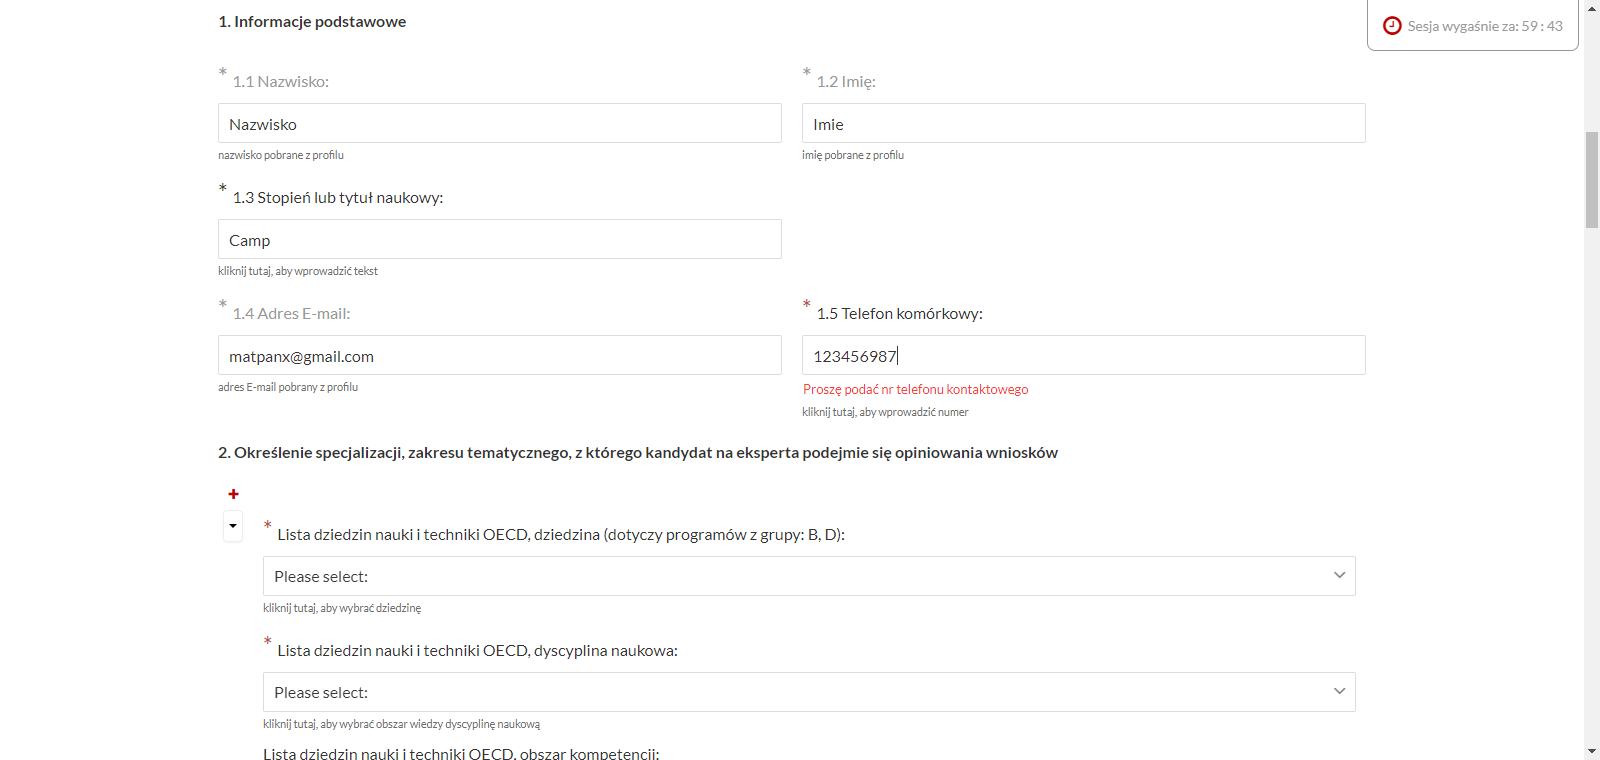 1. Informacje podstawowe
Sesja wygaśnie za: 59 : 43
* 1.1 Nazwisko:
* 1.2 Imię:
Nazwisko
Imie
nazwisko pobrane z profilu
imię pobrane z profilu
* 1.3 Stopień lub tytuł naukowy:
Camp
kliknij tutaj, aby wprowadzić tekst
* 1.4 Adres E-mail:
* 1.5 Telefon komórkowy:
matpanx@gmail.com
123456987
adres E-mail pobrany z profilu
Proszę podać nr telefonu kontaktowego
kliknij tutaj, aby wprowadzić numer
2. Określenie specjalizacji, zakresu tematycznego, z którego kandydat na eksperta podejmie się opiniowania wniosków
* Lista dziedzin nauki i techniki OECD, dziedzina (dotyczy programów z grupy: B, D):
Please select:
kliknij tutaj, aby wybrać dziedzinę
* Lista dziedzin nauki i techniki OECD, dyscyplina naukowa:
Please select:
kliknij tutaj, aby wybrać obszar wiedzy dyscyplinę naukową
Lista dziedzin nauki i techniki OECD, obszar kompetencji: